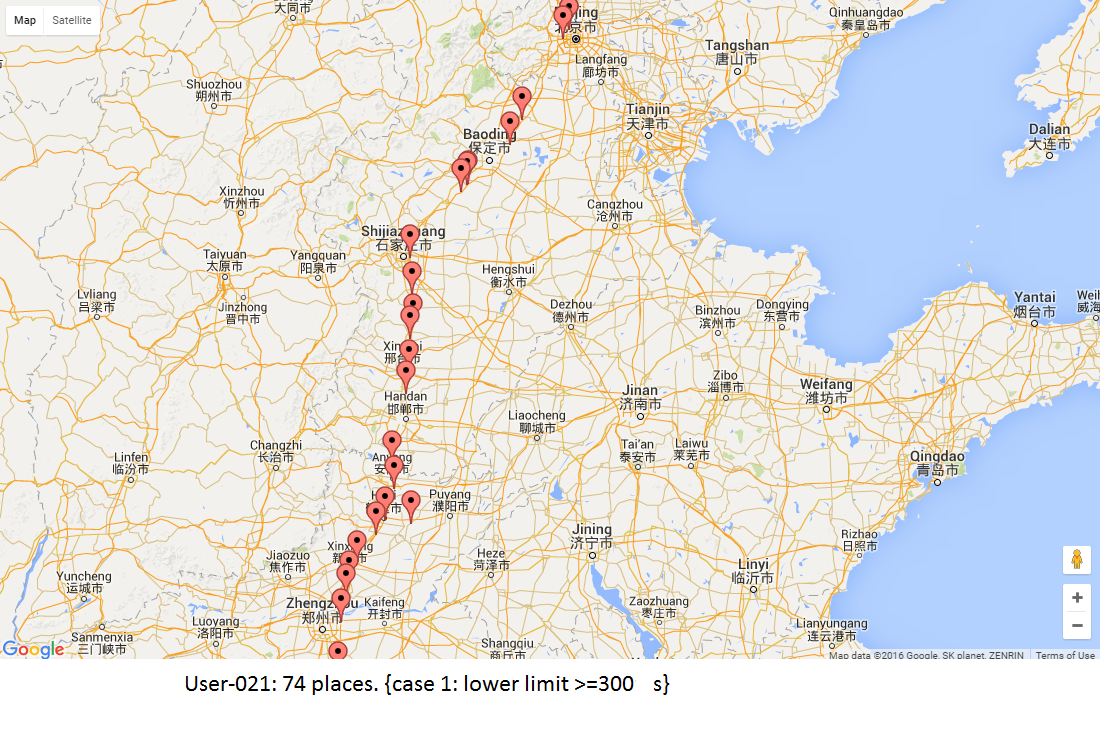 Map Satellite
大同市
Qinhuangdao
秦皇岛市
北京市
Tangshan
唐山市
Langfang
廊坊市
Shuozhou
朔州市
Tianjin
天津市
Baoding
保定市
Dalian
大连市
Xinzhou
忻州市
Cangzhou
沧州市
Shijiazhuang
石家庄市
Taiyuan
太原市
Yangquan
阳泉市
Hengshui
衡水市
Lvliang
吕梁市
Jinzhong
晋中市
Dezhou
德州市
Binzhou
滨州市
Dongying
东营市
Yantai
烟台市
Weih
威海
邢台市
Zibo
淄博市
Jinan
济南市
Weifang
潍坊市
Handan
邯郸市
Liaocheng
聊城市
Changzhi
长治市
Tai'an
泰安市
Laiwu
莱芜市
Linfen
临汾市
Anyang
Qingdao
青岛市
Puyang
濮阳市
Jining
济宁市
Rizhao
日照市
Xinxiang
Jiaozuo
焦作市
Heze
菏泽市
Linyi
临沂市
Yuncheng
运城市
Zhengzhou
郑州市
Kaifeng
开封市
Zaozhuang
枣庄市
Luoyang
洛阳市
Lianyungang
连云港市
Sanmenxia
三门峡市
Shangqiu
商丘市
Google
Map data ©2016 Google, SK planet, ZENRIN Terms of Use
User-021: 74 places. {case 1: lower limit >=300 s}